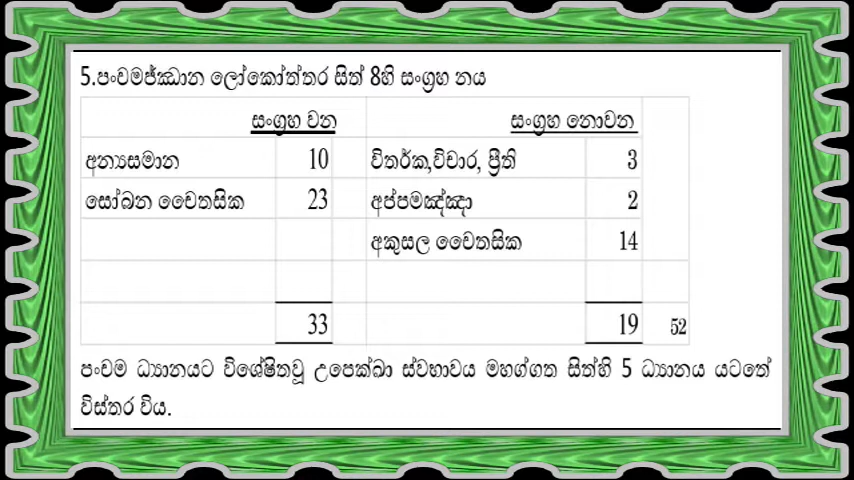 5.පංචමජ්ඣාන ලෝකෝත්තර සිත් 8හි සංග්‍රහ නය
සංග්‍රහ වන සංග්‍රහ නොවන
අන්‍යසමාන 10 විතර්ක,විචාර, ප්‍රීති 3
සෝබන චෛතසික 23 අප්පමඤ්ඤා 2
අකුසල චෛතසික 14
33 19 52
පංචම ධ්‍යානයට විශේෂිතවූ උපෙක්ඛා ස්වභාවය මහග්ගත සිත්හි 5 ධ්‍යානය යටතේ
විස්තර විය.